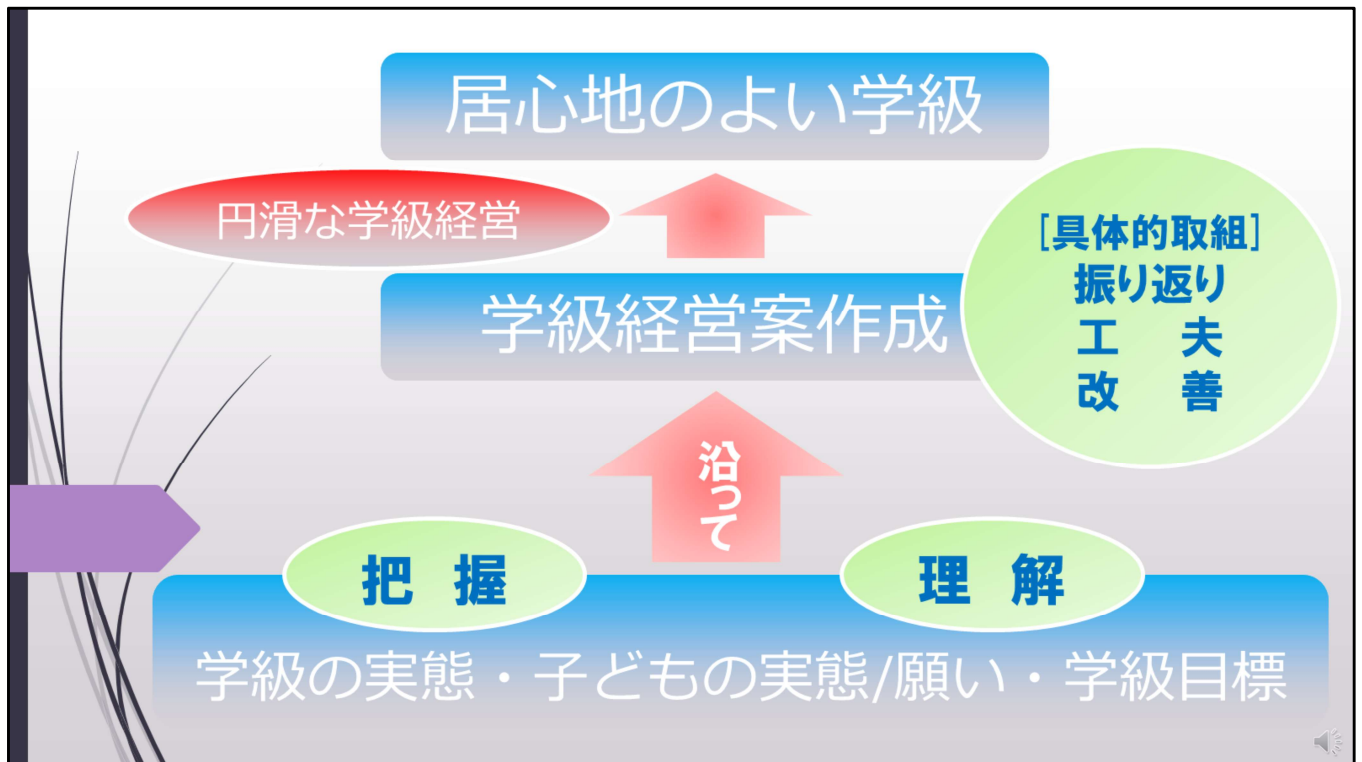 居心地のよい学級
円滑な学級経営
[具体的取組]
振り返り
工　夫
改　善
学級経営案作成
沿って
把 握
理 解
学級の実態・子どもの実態/願い・学級目標